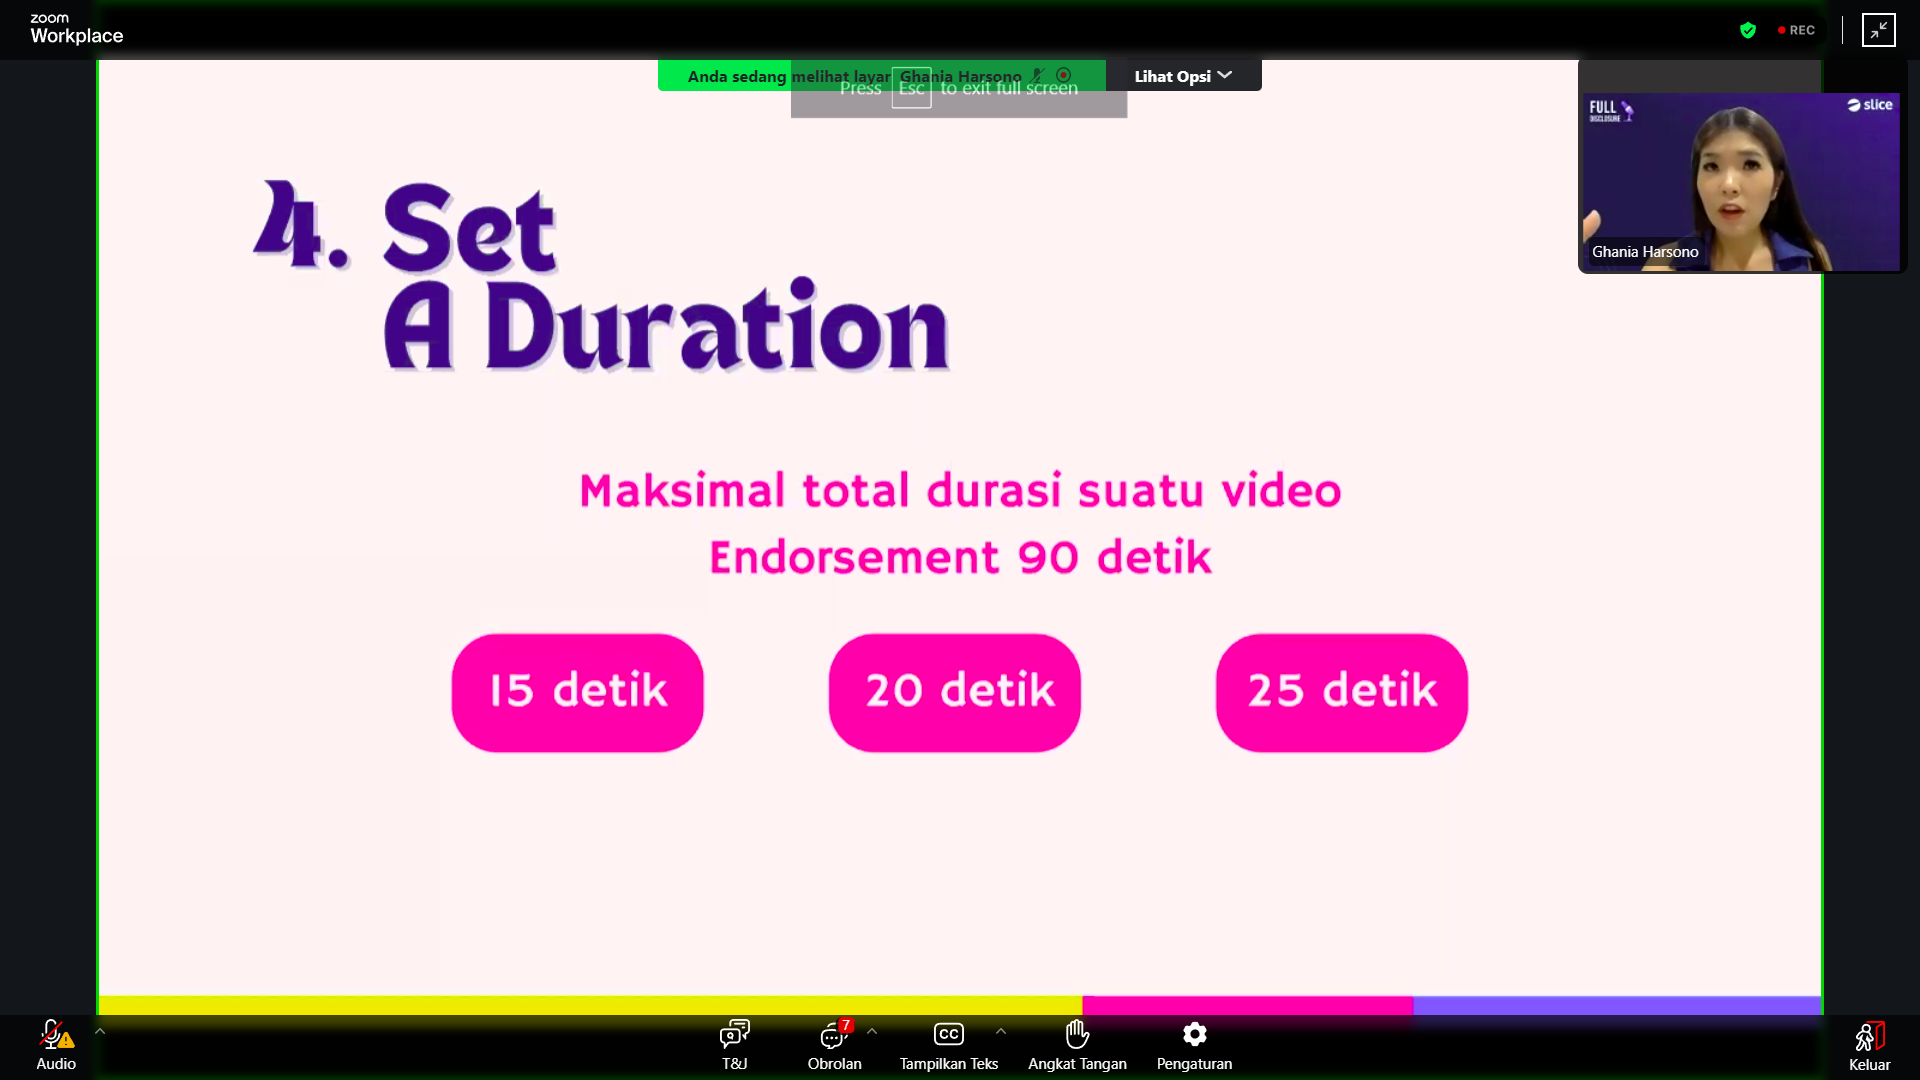 zoom
Workplace
REC
Anda sedang melihat layar Ghania Harsono
Lihat Opsi
Press Esc to exit full screen
FULL
DISCLOSURE
slice
Ghania Harsono
4. Set
A Duration
Maksimal total durasi suatu video
Endorsement 90 detik
15 detik
20 detik
25 detik
Audio
T&J
7
Obrolan
CC
Tampilkan Teks
Angkat Tangan
Pengaturan
Keluar